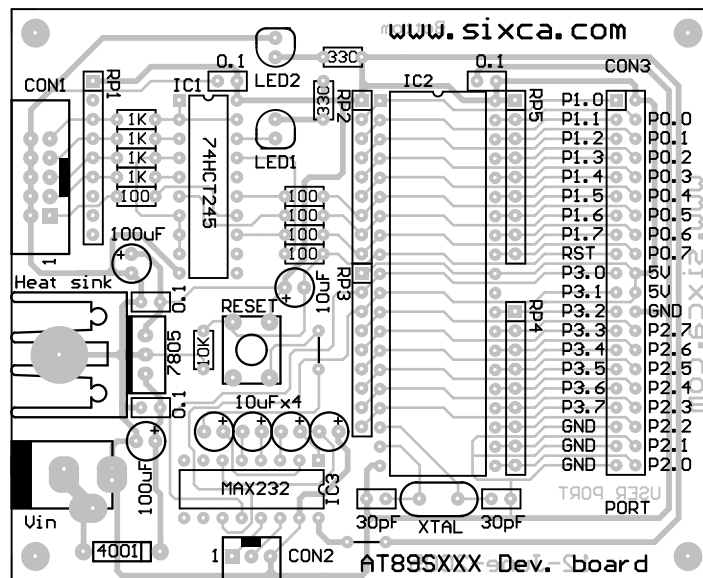 Bottom
www.sixca.com
0.1
330
0.1
CON1
RP1
IC1
LED2
330
IC2
CON3
RP2
RP5
P1.0
1K
P1.1
P0.0
1K
74HCT245
LED1
P1.2
P0.1
1K
P1.3
P0.2
1K
P1.4
P0.3
100
100
P1.5
P0.4
100
P1.6
P0.5
1
100uF
100
P1.7
P0.6
100
RST
P0.7
Heat sink
10uF
RP3
P3.0
5V
0.1
RESET
P3.1
5V
RP4
P3.2
GND
7805
10K
P3.3
P2.7
P3.4
P2.6
P3.5
P2.5
0.1
10uFx4
P3.6
P2.4
P3.7
P2.3
GND
P2.2
GND
P2.1
100uF
MAX232
IC3
GND
P2.0
USER PORT
Vin
30pF
XTAL
30pF
PORT
4001
1
CON2
AT89SXXX Dev. board